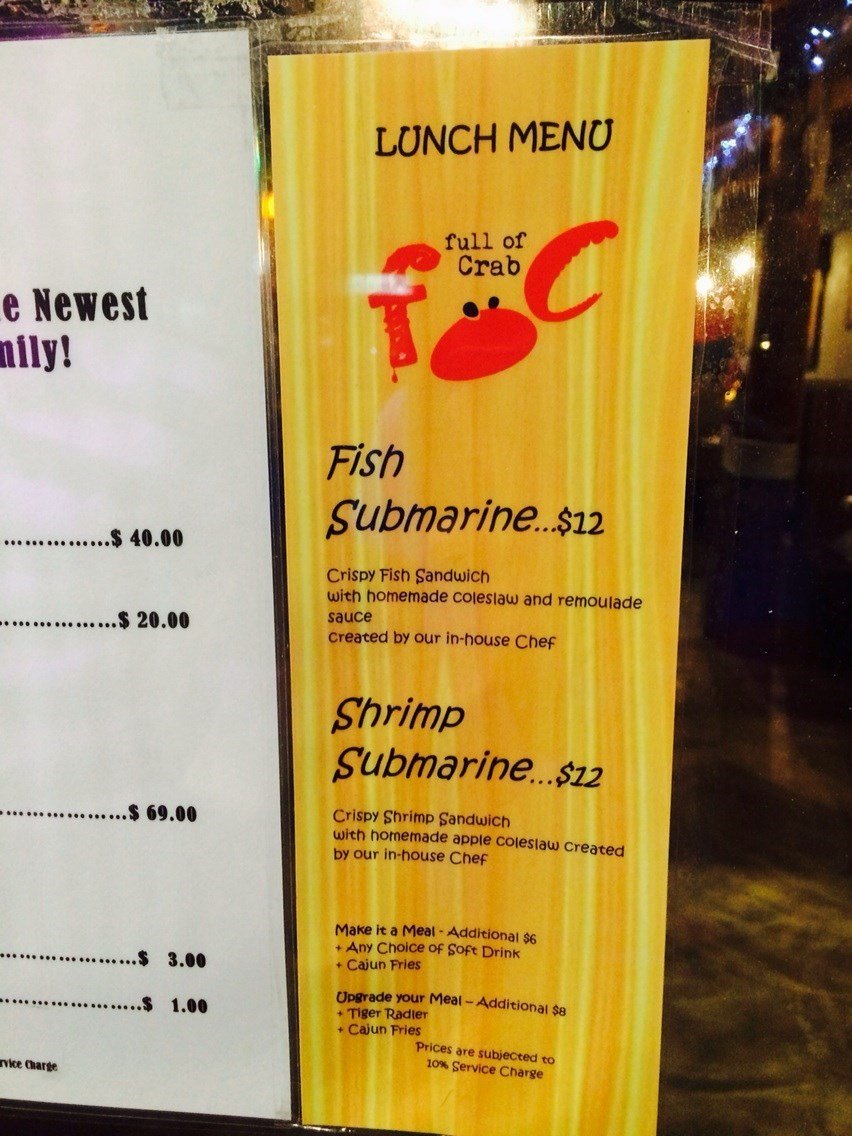 e Newest
mily!
...............$ 40.00
.................$ 20.00
................$ 69.00
...................$ 3.00
....................$ 1.00
rvice Charge
LUNCH MENU
full of
Crab
foc
Fish
Submarine...$12
Crispy Fish Sandwich
with homemade coleslaw and remoulade
sauce
created by our in-house Chef
Shrimp
Submarine...$12
Crispy Shrimp Sandwich
with homemade apple coleslaw created
by our in-house Chef
Make it a Meal - Additional $6
+ Any Choice of Soft Drink
+ Cajun Fries
Upgrade your Meal – Additional $8
+ Tiger Radler
+ Cajun Fries
Prices are subjected to
10% Service Charge